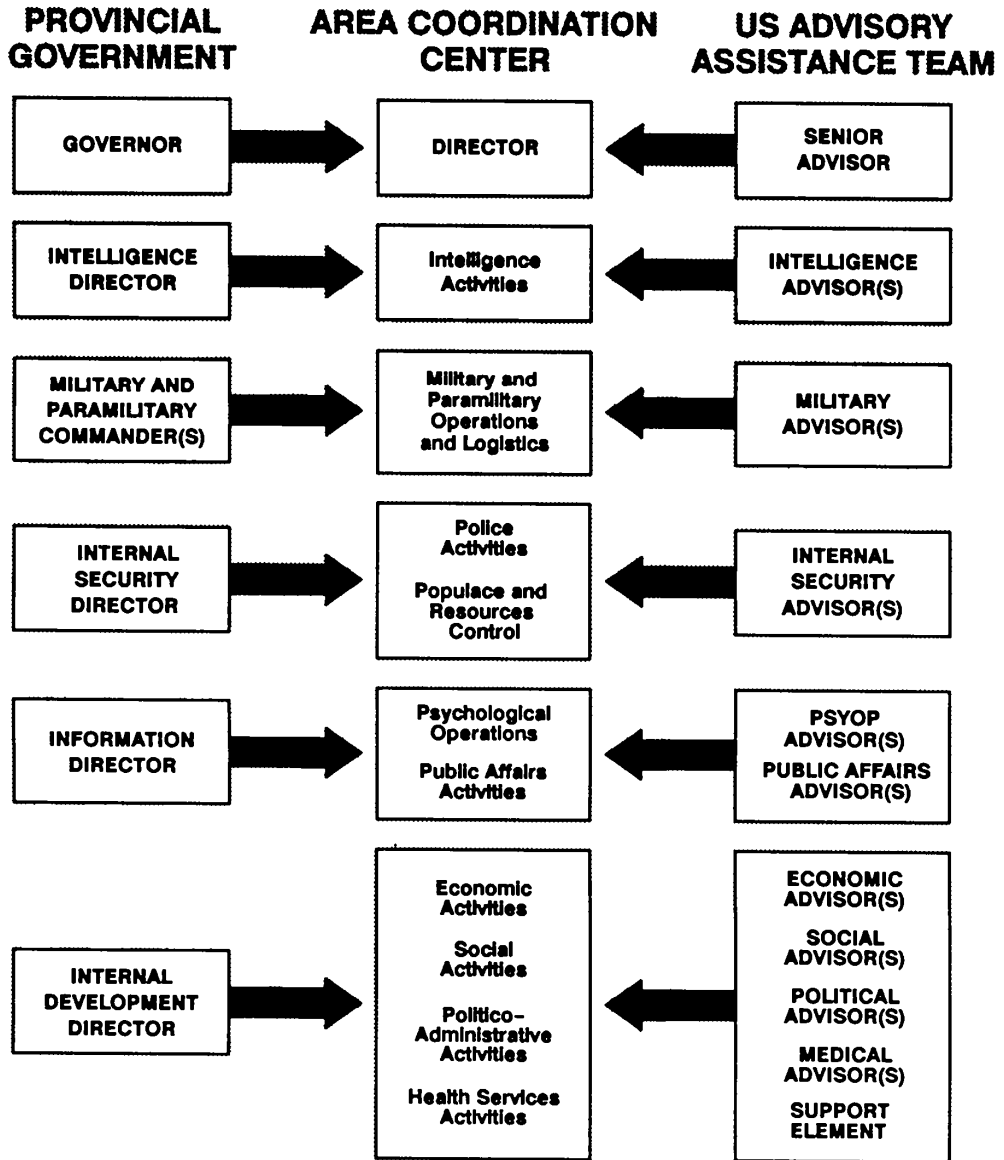 PROVINCIAL
GOVERNMENT
AREA COORDINATION
CENTER
US ADVISORY
ASSISTANCE TEAM
GOVERNOR
DIRECTOR
SENIOR
ADVISOR
INTELLIGENCE
DIRECTOR
Intelligence
Activities
INTELLIGENCE
ADVISOR(S)
MILITARY AND
PARAMILITARY
COMMANDER(S)
Military and
Paramilitary
Operations
and Logistics
MILITARY
ADVISOR(S)
INTERNAL
SECURITY
DIRECTOR
Police
Activities
Populace and
Resources
Control
INTERNAL
SECURITY
ADVISOR(S)
INFORMATION
DIRECTOR
Psychological
Operations
Public Affairs
Activities
PSYOP
ADVISOR(S)
PUBLIC AFFAIRS
ADVISOR(S)
INTERNAL
DEVELOPMENT
DIRECTOR
Economic
Activities
Social
Activities
Politico-
Administrative
Activities
Health Services
Activities
ECONOMIC
ADVISOR(S)
SOCIAL
ADVISOR(S)
POLITICAL
ADVISOR(S)
MEDICAL
ADVISOR(S)
SUPPORT
ELEMENT